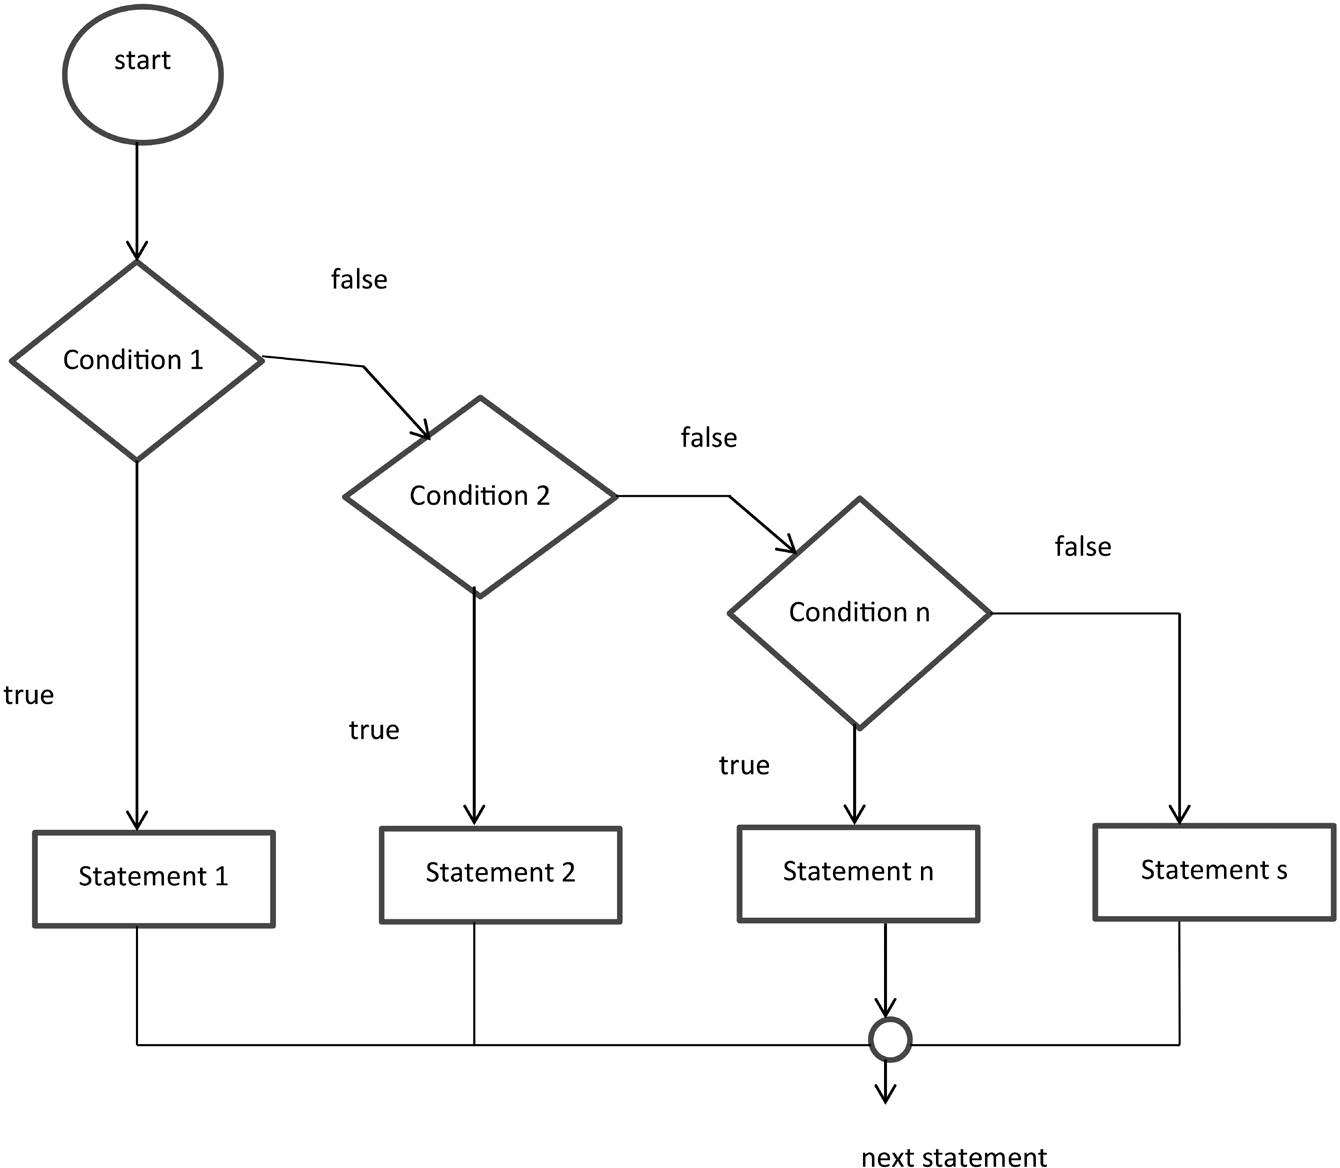 start
false
Condition 1
false
Condition 2
false
Condition n
true
true
true
Statement 1
Statement 2
Statement n
Statement s
next statement